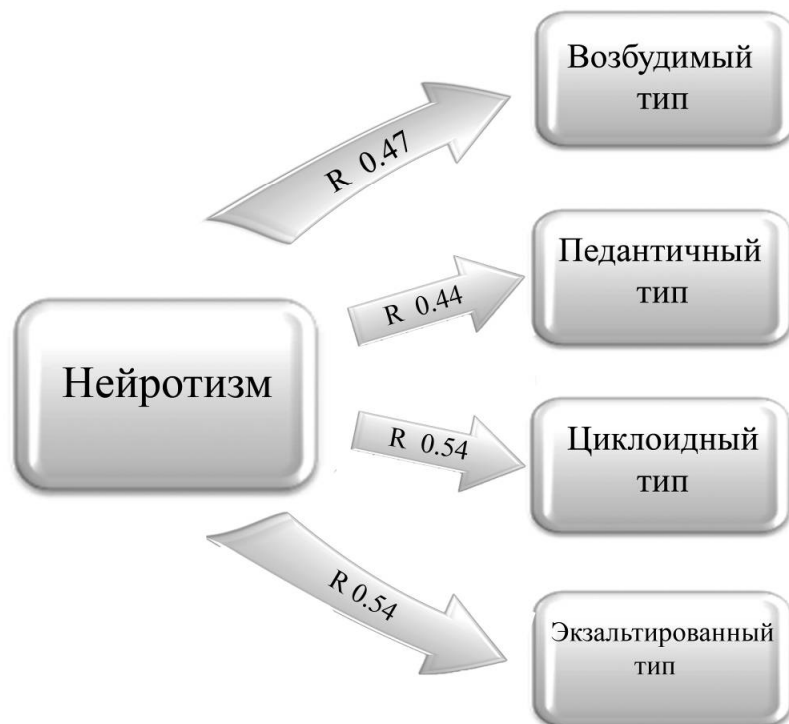 Возбудимый
тип
R 0.47
Педантичный
тип
R 0.44
Нейротизм
Циклоидный
тип
R 0.54
Экзальтированный
тип
R 0.54